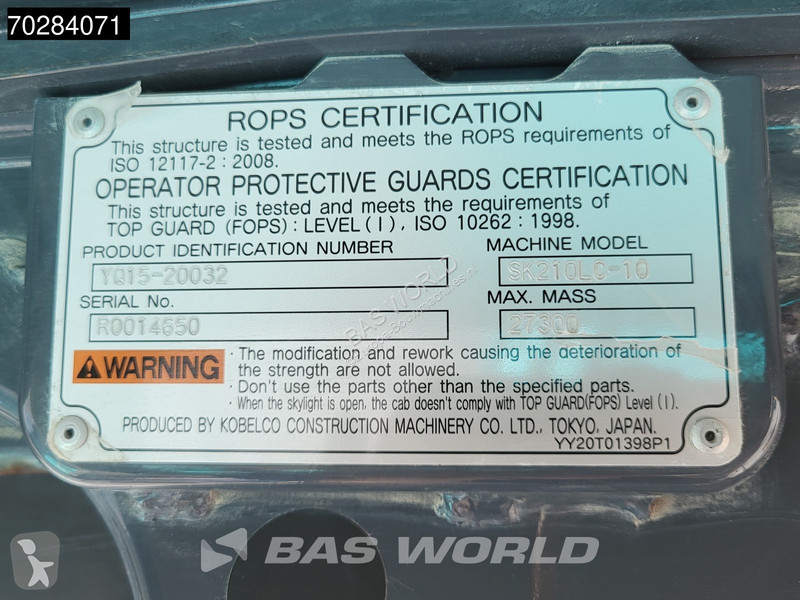 70284071
ROPS CERTIFICATION
This structure is tested and meets the ROPS requirements of
ISO 12117-2 : 2008.
OPERATOR PROTECTIVE GUARDS CERTIFICATION
This structure is tested and meets the requirements of
TOP GUARD (FOPS) : LEVEL ( I ) , ISO 10262 : 1998.
PRODUCT IDENTIFICATION NUMBER MACHINE MODEL
YQ15-20032 SK210LC-10
SERIAL No. MAX. MASS
R0014650 27300
WARNING
· The modification and rework causing the deterioration of
the strength are not allowed.
· Don't use the parts other than the specified parts.
· When the skylight is open, the cab doesn't comply with TOP GUARD(FOPS) Level ( I ) .
PRODUCED BY KOBELCO CONSTRUCTION MACHINERY CO. LTD., TOKYO, JAPAN.
YY20T01398P1
BAS WORLD
BAS WORLD